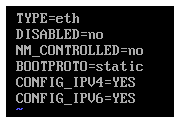 TYPE=eth
DISABLED=no
NM_CONTROLLED=no
BOOTPROTO=static
CONFIG_IPV4=YES
CONFIG_IPV6=YES
~